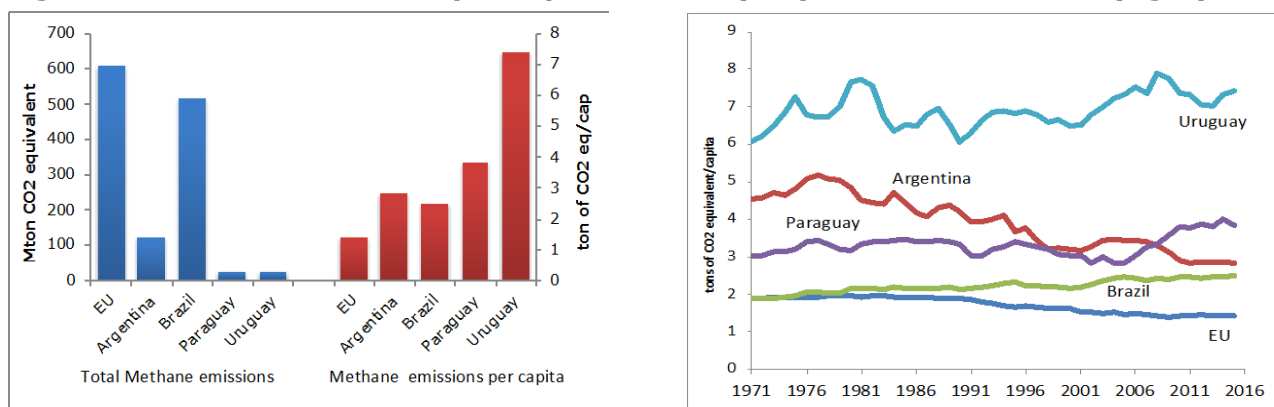 700
600
500
400
300
200
100
0
Mton CO2 equivalent
8
7
6
5
4
3
2
1
0
ton of CO2 eq/cap
EU
Argentina
Brazil
Paraguay
Uruguay
EU
Argentina
Brazil
Paraguay
Uruguay
Total Methane emissions
Methane emissions per capita
9
8
7
6
5
4
3
2
1
0
tons of CO2 equivalent/capita
Uruguay
Argentina
Paraguay
Brazil
EU
1971 1976 1981 1986 1991 1996 2001 2006 2011 2016